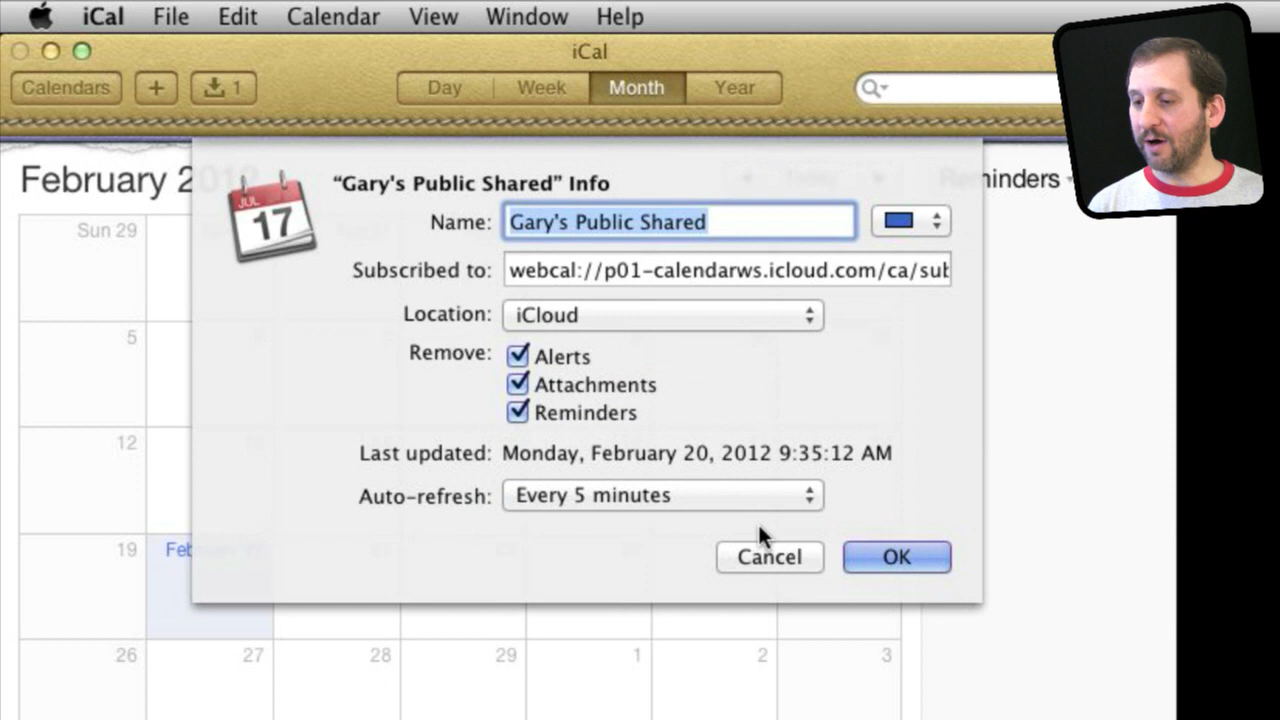 iCal File Edit Calendar View Window Help
iCal
Calendars + 1 Day Week Month Year
February 2012
Reminders
"Gary's Public Shared" Info
JUL
17
Name: Gary's Public Shared
Sun 29
Subscribed to: webcal://p01-calendarws.icloud.com/ca/sub
Location: iCloud
5
Remove: Alerts
Attachments
Reminders
12
Last updated: Monday, February 20, 2012 9:35:12 AM
Auto-refresh: Every 5 minutes
19 Feb
Cancel OK
26 27 28 29 1 2 3